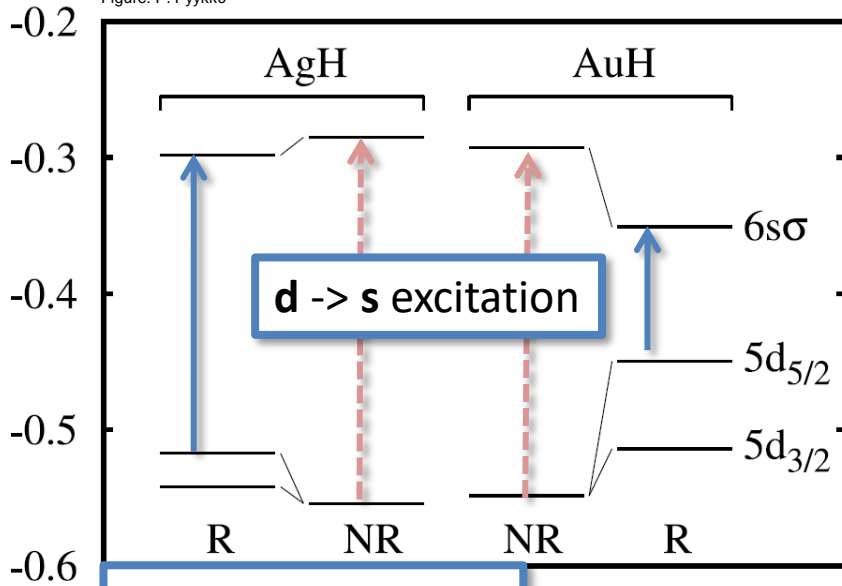 -0.2
AgH AuH
-0.3
6sσ
d -> s excitation
-0.4
5d5/2
-0.5
5d3/2
R NR NR R
-0.6